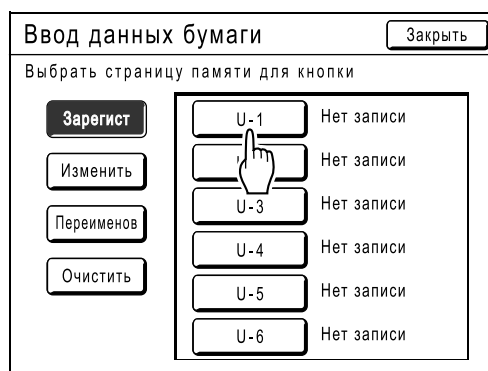 Ввод данных бумаги Закрыть
Выбрать страницу памяти для кнопки
Зарегист U-1 Нет записи
Изменить Нет записи
U-3 Нет записи
Переименов
U-4 Нет записи
Очистить
U-5 Нет записи
U-6 Нет записи